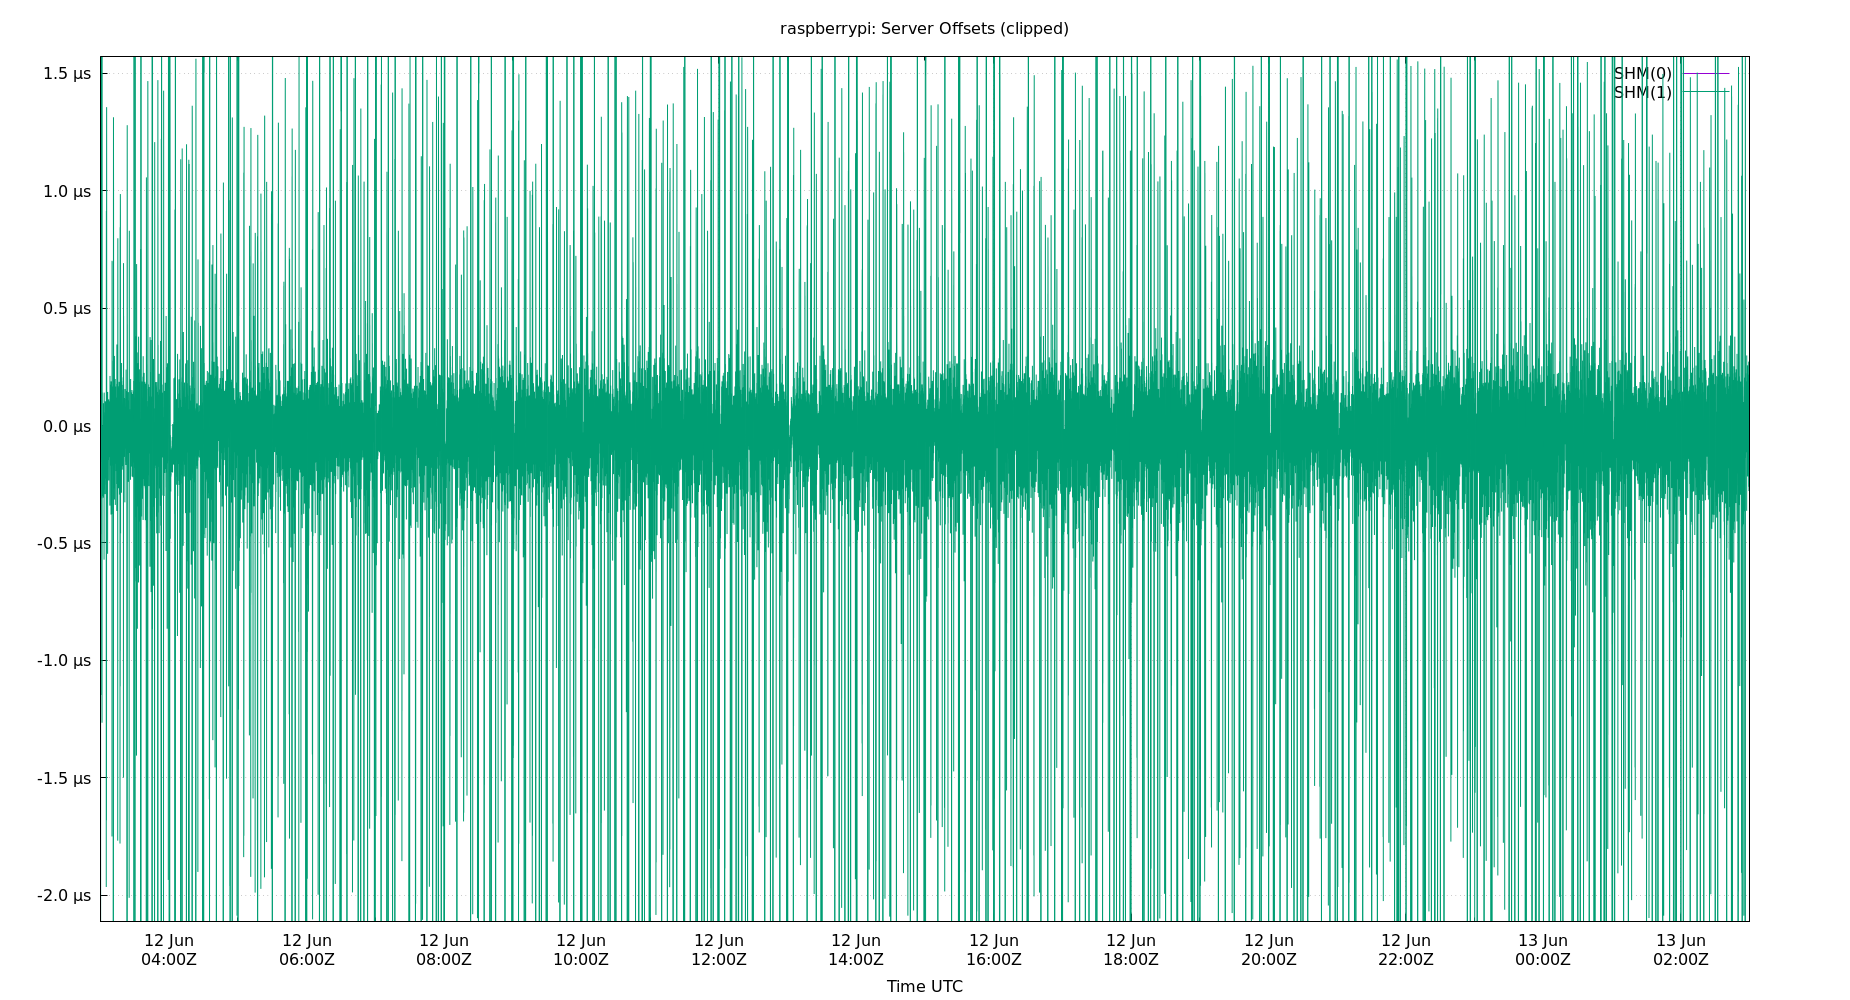 raspberrypi: Server Offsets (clipped)
1.5 μs
1.0 μs
0.5 μs
0.0 μs
-0.5 μs
-1.0 μs
-1.5 μs
-2.0 μs
SHM(0)
SHM(1)
12 Jun 12 Jun 12 Jun 12 Jun 12 Jun 12 Jun 12 Jun 12 Jun 12 Jun 12 Jun 13 Jun 13 Jun
04:00Z 06:00Z 08:00Z 10:00Z 12:00Z 14:00Z 16:00Z 18:00Z 20:00Z 22:00Z 00:00Z 02:00Z
Time UTC